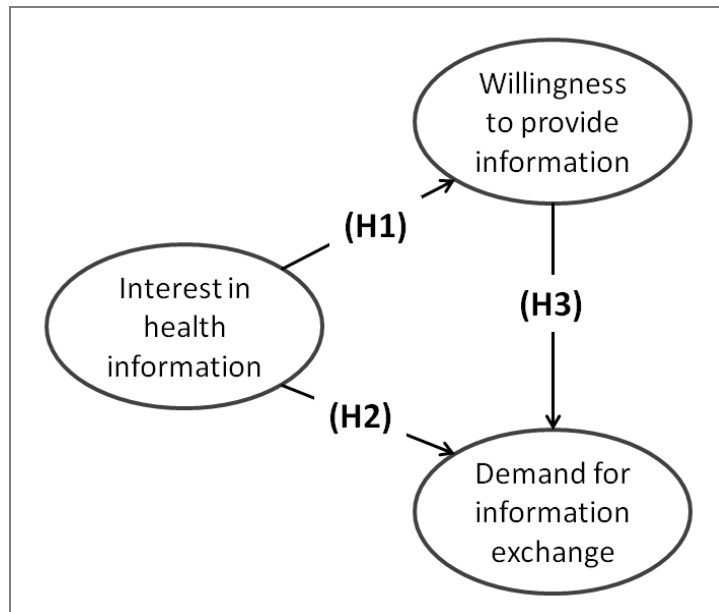 Willingness
to provide
information
(H1)
Interest in
health
information
(H3)
(H2)
Demand for
information
exchange